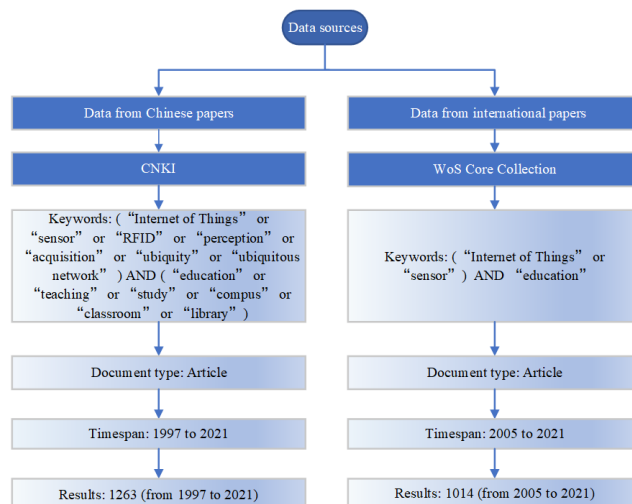 Data sources
Data from Chinese papers
CNKI
Keywords: (“Internet of Things” or
“sensor” or “RFID” or “perception” or
“acquisition” or “ubiquity” or “ubiquitous
network” ) AND (“education” or
“teaching” or “study” or “compus” or
“classroom” or “library” )
Document type: Article
Timespan: 1997 to 2021
Results: 1263 (from 1997 to 2021)
Data from international papers
WoS Core Collection
Keywords: (“Internet of Things” or
“sensor” ) AND “education”
Document type: Article
Timespan: 2005 to 2021
Results: 1014 (from 2005 to 2021)